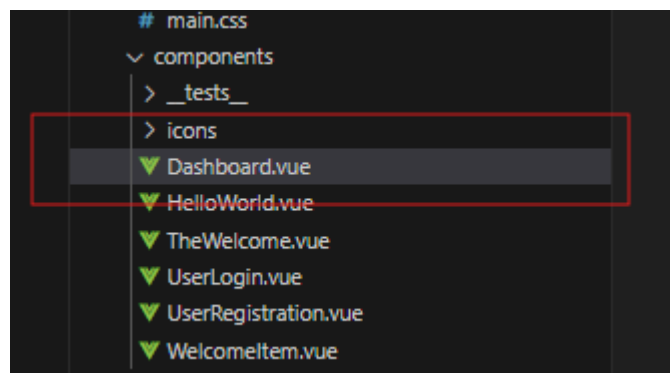 # main.css
components
__tests__
icons
Dashboard.vue
HelloWorld.vue
TheWelcome.vue
UserLogin.vue
UserRegistration.vue
WelcomeItem.vue